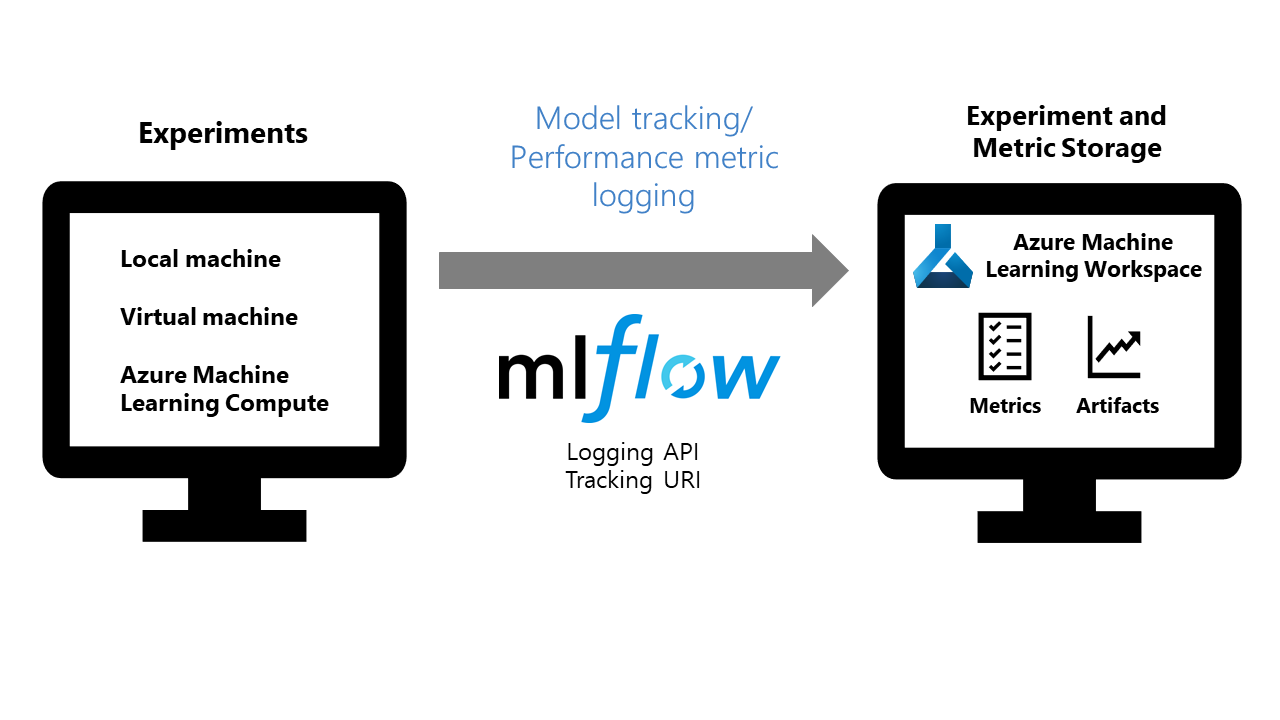 Experiments
Local machine
Virtual machine
Azure Machine
Learning Compute
Model tracking/
Performance metric
logging
mlflow
Logging API
Tracking URI
Experiment and
Metric Storage
Azure Machine
Learning Workspace
Metrics
Artifacts